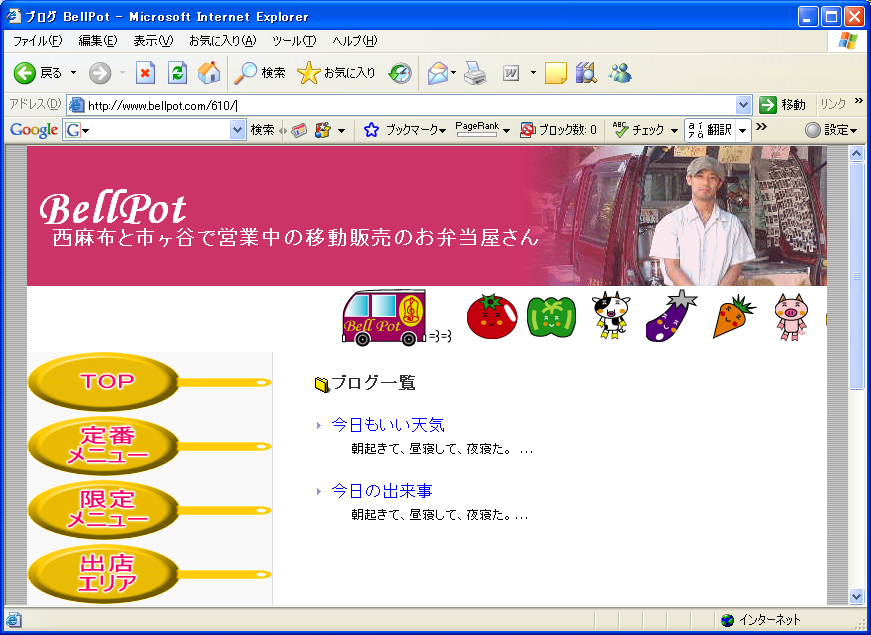 ブログ BellPot - Microsoft Internet Explorer
ファイル(F) 編集(E) 表示(V) お気に入り(A) ツール(T) ヘルプ(H)
戻る 検索 お気に入り
アドレス(D) http://www.bellpot.com/610/ 移動 リンク »
Google G 検索 ブックマーク PageRank ブロック数: 0 ABC チェック 翻訳 » 設定
BellPot
西麻布と市ヶ谷で営業中の移動販売のお弁当屋さん
Bell Pot
TOP
定番
メニュー
限定
メニュー
出店
エリア
ブログ一覧
今日もいい天気
朝起きて、昼寝して、夜寝た。 ...
今日の出来事
朝起きて、昼寝して、夜寝た。...
インターネット